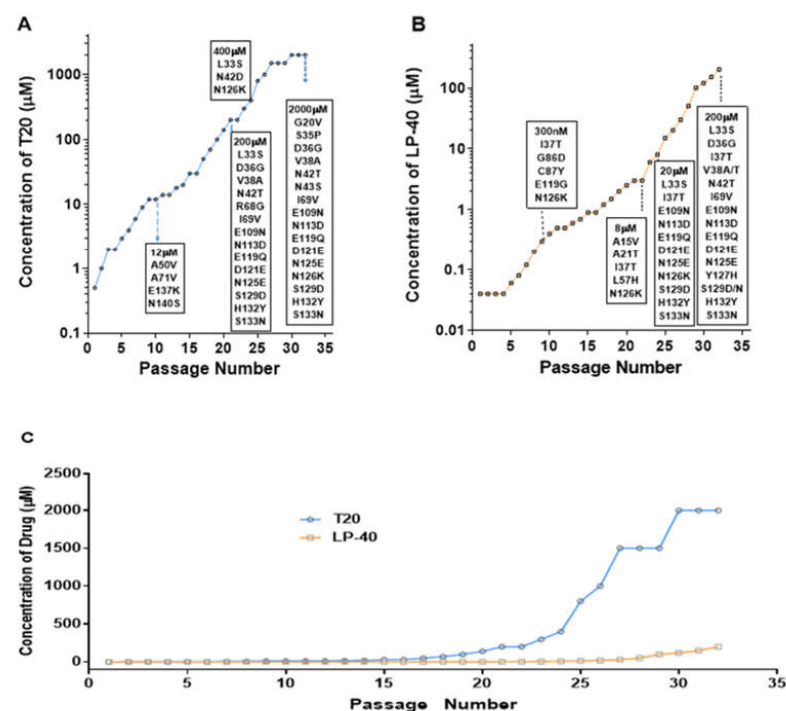 A
Concentration of T20 (μM)
1000
100
10
1
0.1
0 5 10 15 20 25 30 35
Passage Number
400μM
L33S
N42D
N126K
12μM
A50V
A71V
E137K
N140S
200μM
L33S
D36G
V38A
N42T
R68G
I69V
E109N
N113D
E119Q
D121E
N125E
S129D
H132Y
S133N
2000μM
G20V
S35P
D36G
V38A
N42T
N43S
I69V
E109N
N113D
E119Q
D121E
N125E
N126K
S129D
H132Y
S133N
B
Concentration of LP-40 (μM)
100
10
1
0.1
0.01
0 5 10 15 20 25 30 35
Passage Number
300nM
I37T
G86D
C87Y
E119G
N126K
8μM
A15V
A21T
I37T
L57H
N126K
20μM
L33S
I37T
E109N
N113D
E119Q
D121E
N125E
N126K
S129D
H132Y
S133N
200μM
L33S
D36G
I37T
V38A/T
N42T
I69V
E109N
N113D
E119Q
D121E
N125E
Y127H
S129D/N
H132Y
S133N
C
Concentration of Drug (μM)
2500
2000
1500
1000
500
0
0 5 10 15 20 25 30 35
Passage Number
T20
LP-40